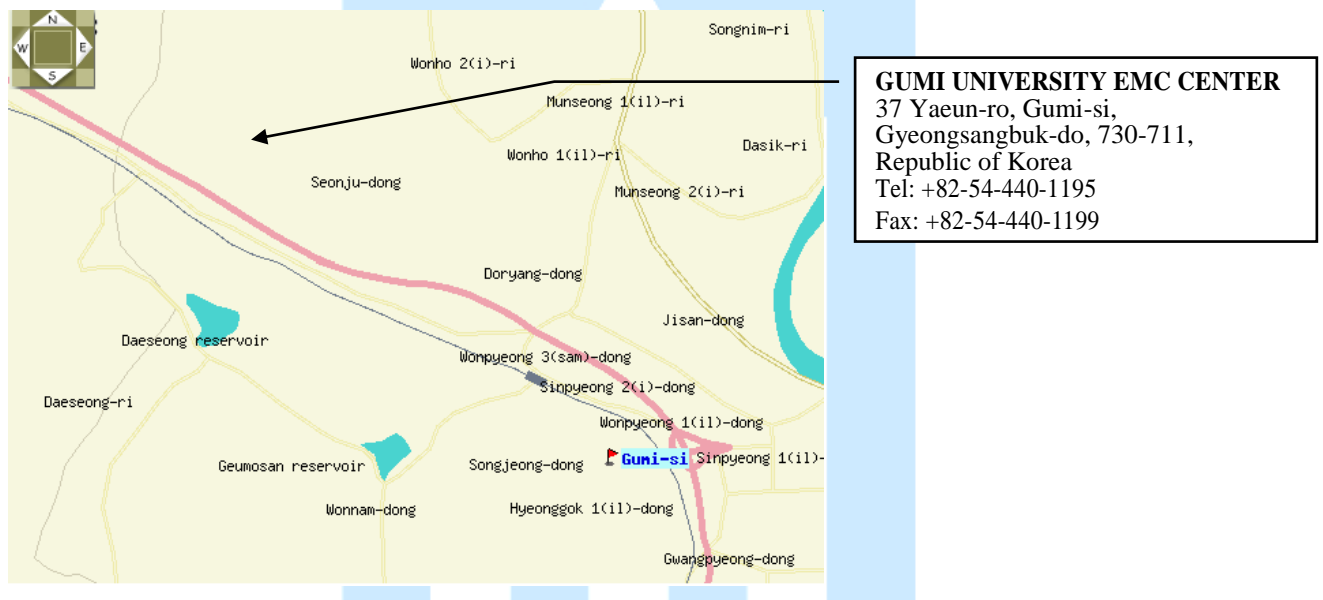 N
W E
S
Songnim-ri
Wonho 2(i)-ri
Munseong 1(il)-ri
Dasik-ri
Wonho 1(il)-ri
Seonju-dong
Munseong 2(i)-ri
Doryang-dong
Jisan-dong
Daeseong reservoir
Wonpyeong 3(sam)-dong
Sinpyeong 2(i)-dong
Daeseong-ri
Wonpyeong 1(il)-dong
Gumi-si
Sinpyeong 1(il)-
Geumosan reservoir
Songjeong-dong
Wonnam-dong
Hyeonggok 1(il)-dong
Gwangpyeong-dong
GUMI UNIVERSITY EMC CENTER
37 Yaeun-ro, Gumi-si,
Gyeongsangbuk-do, 730-711,
Republic of Korea
Tel: +82-54-440-1195
Fax: +82-54-440-1199